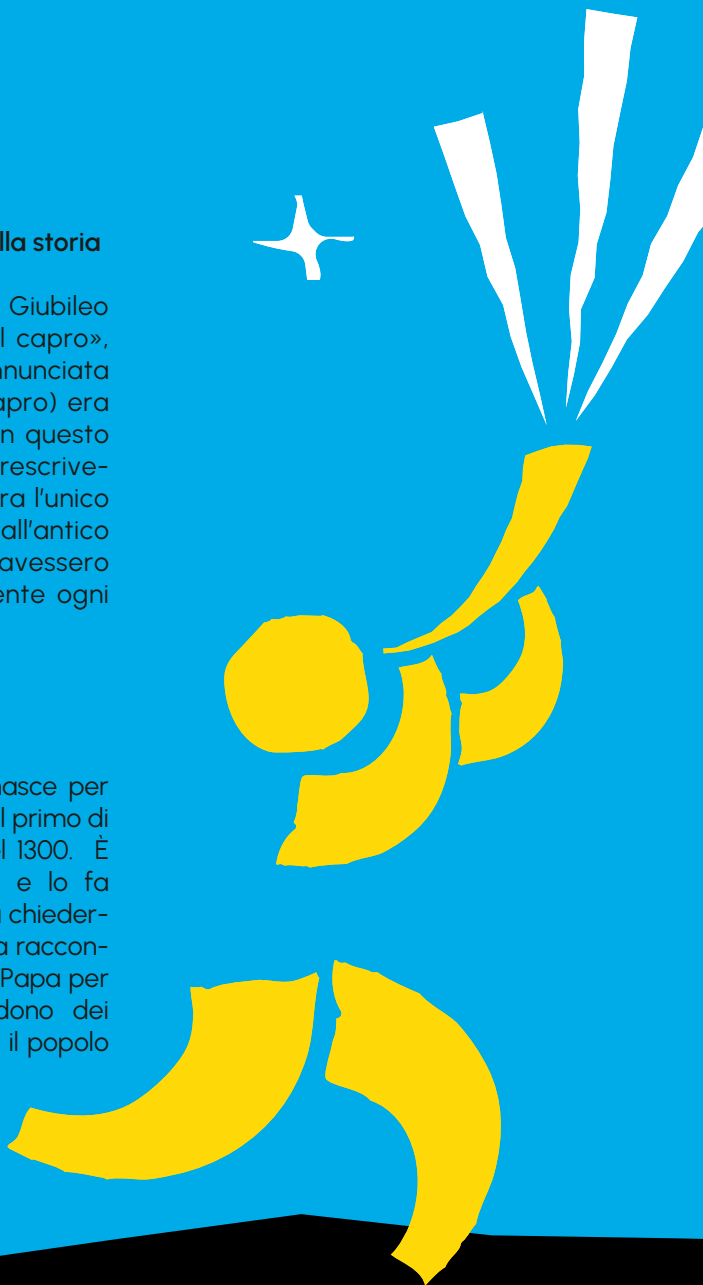 lla storia
Giubileo
l capro»,
nnunciata
apro) era
n questo
rescrive-
ra l'unico
all'antico
avessero
ente ogni
nasce per
l primo di
l 1300. È
e lo fa
a chieder-
a raccon-
Papa per
dono dei
il popolo